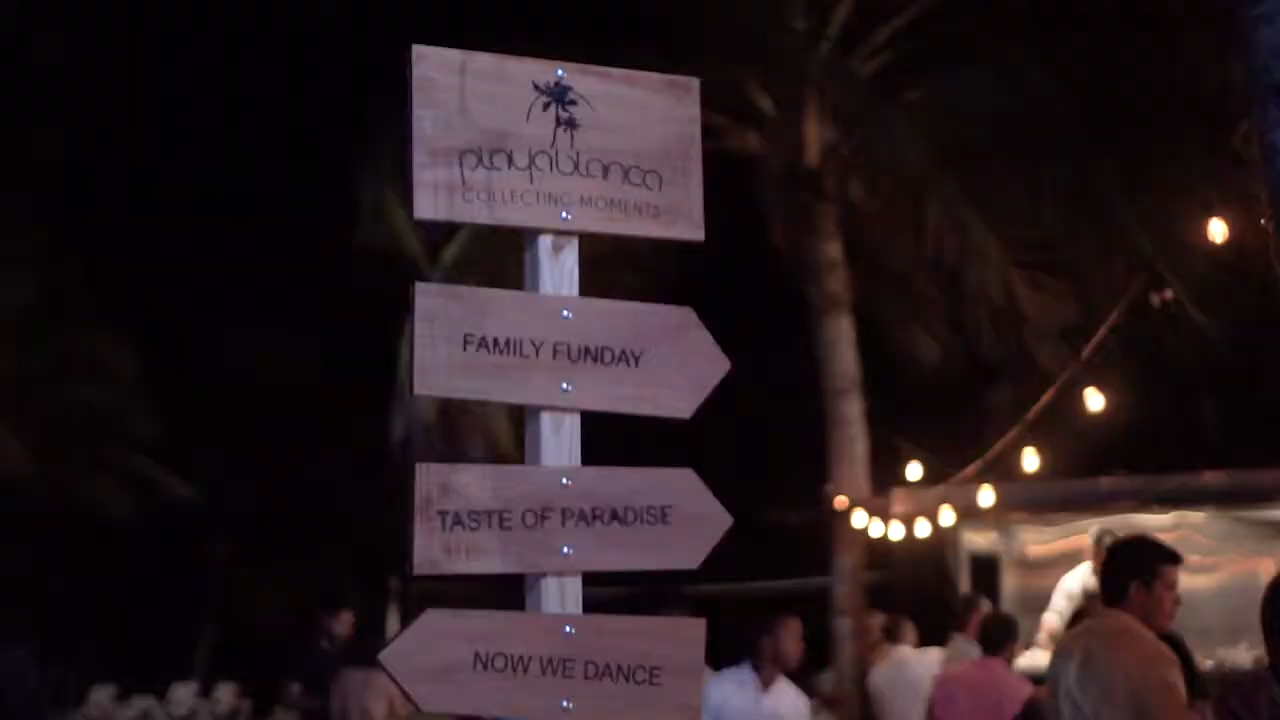 playablanca
COLLECTING MOMENTS
FAMILY FUNDAY
TASTE OF PARADISE
NOW WE DANCE